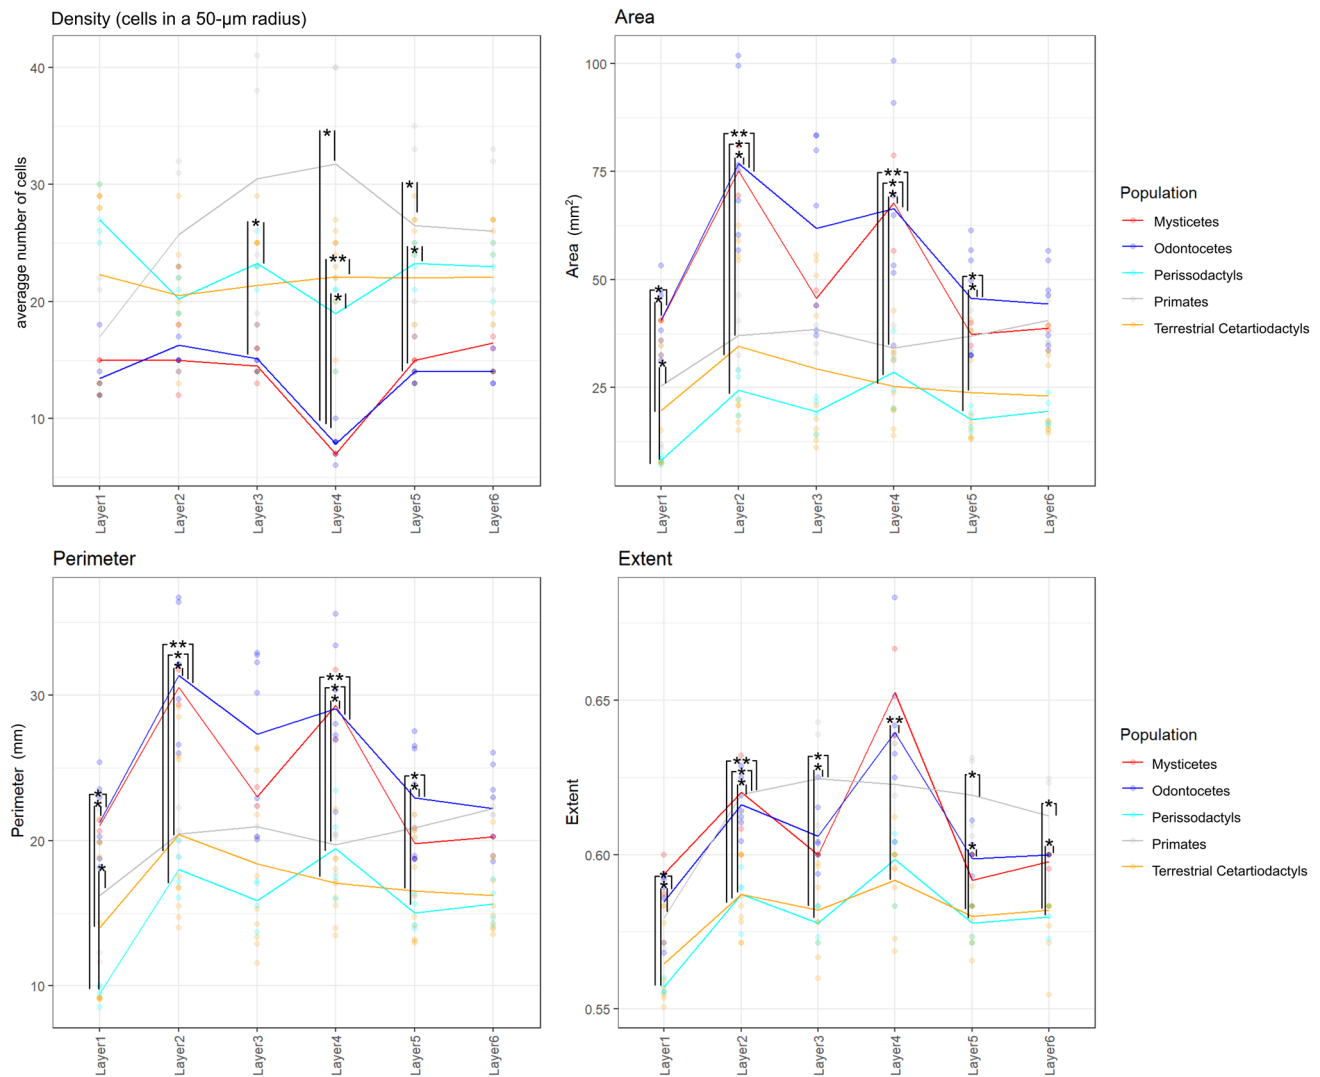 Density (cells in a 50-µm radius)
average number of cells
40
30
20
10
Layer1
Layer2
Layer3
Layer4
Layer5
Layer6
*
*
**
*
*
*
Area
Area (mm²)
100
75
50
25
Layer1
Layer2
Layer3
Layer4
Layer5
Layer6
*
*
*
**
*
*
**
*
*
*
*
Population
Mysticetes
Odontocetes
Perissodactyls
Primates
Terrestrial Cetartiodactyls
Perimeter
Perimeter (mm)
30
20
10
Layer1
Layer2
Layer3
Layer4
Layer5
Layer6
*
*
*
**
*
*
**
*
*
*
*
Extent
Extent
0.65
0.60
0.55
Layer1
Layer2
Layer3
Layer4
Layer5
Layer6
*
*
**
*
*
*
*
**
*
*
*
*
Population
Mysticetes
Odontocetes
Perissodactyls
Primates
Terrestrial Cetartiodactyls